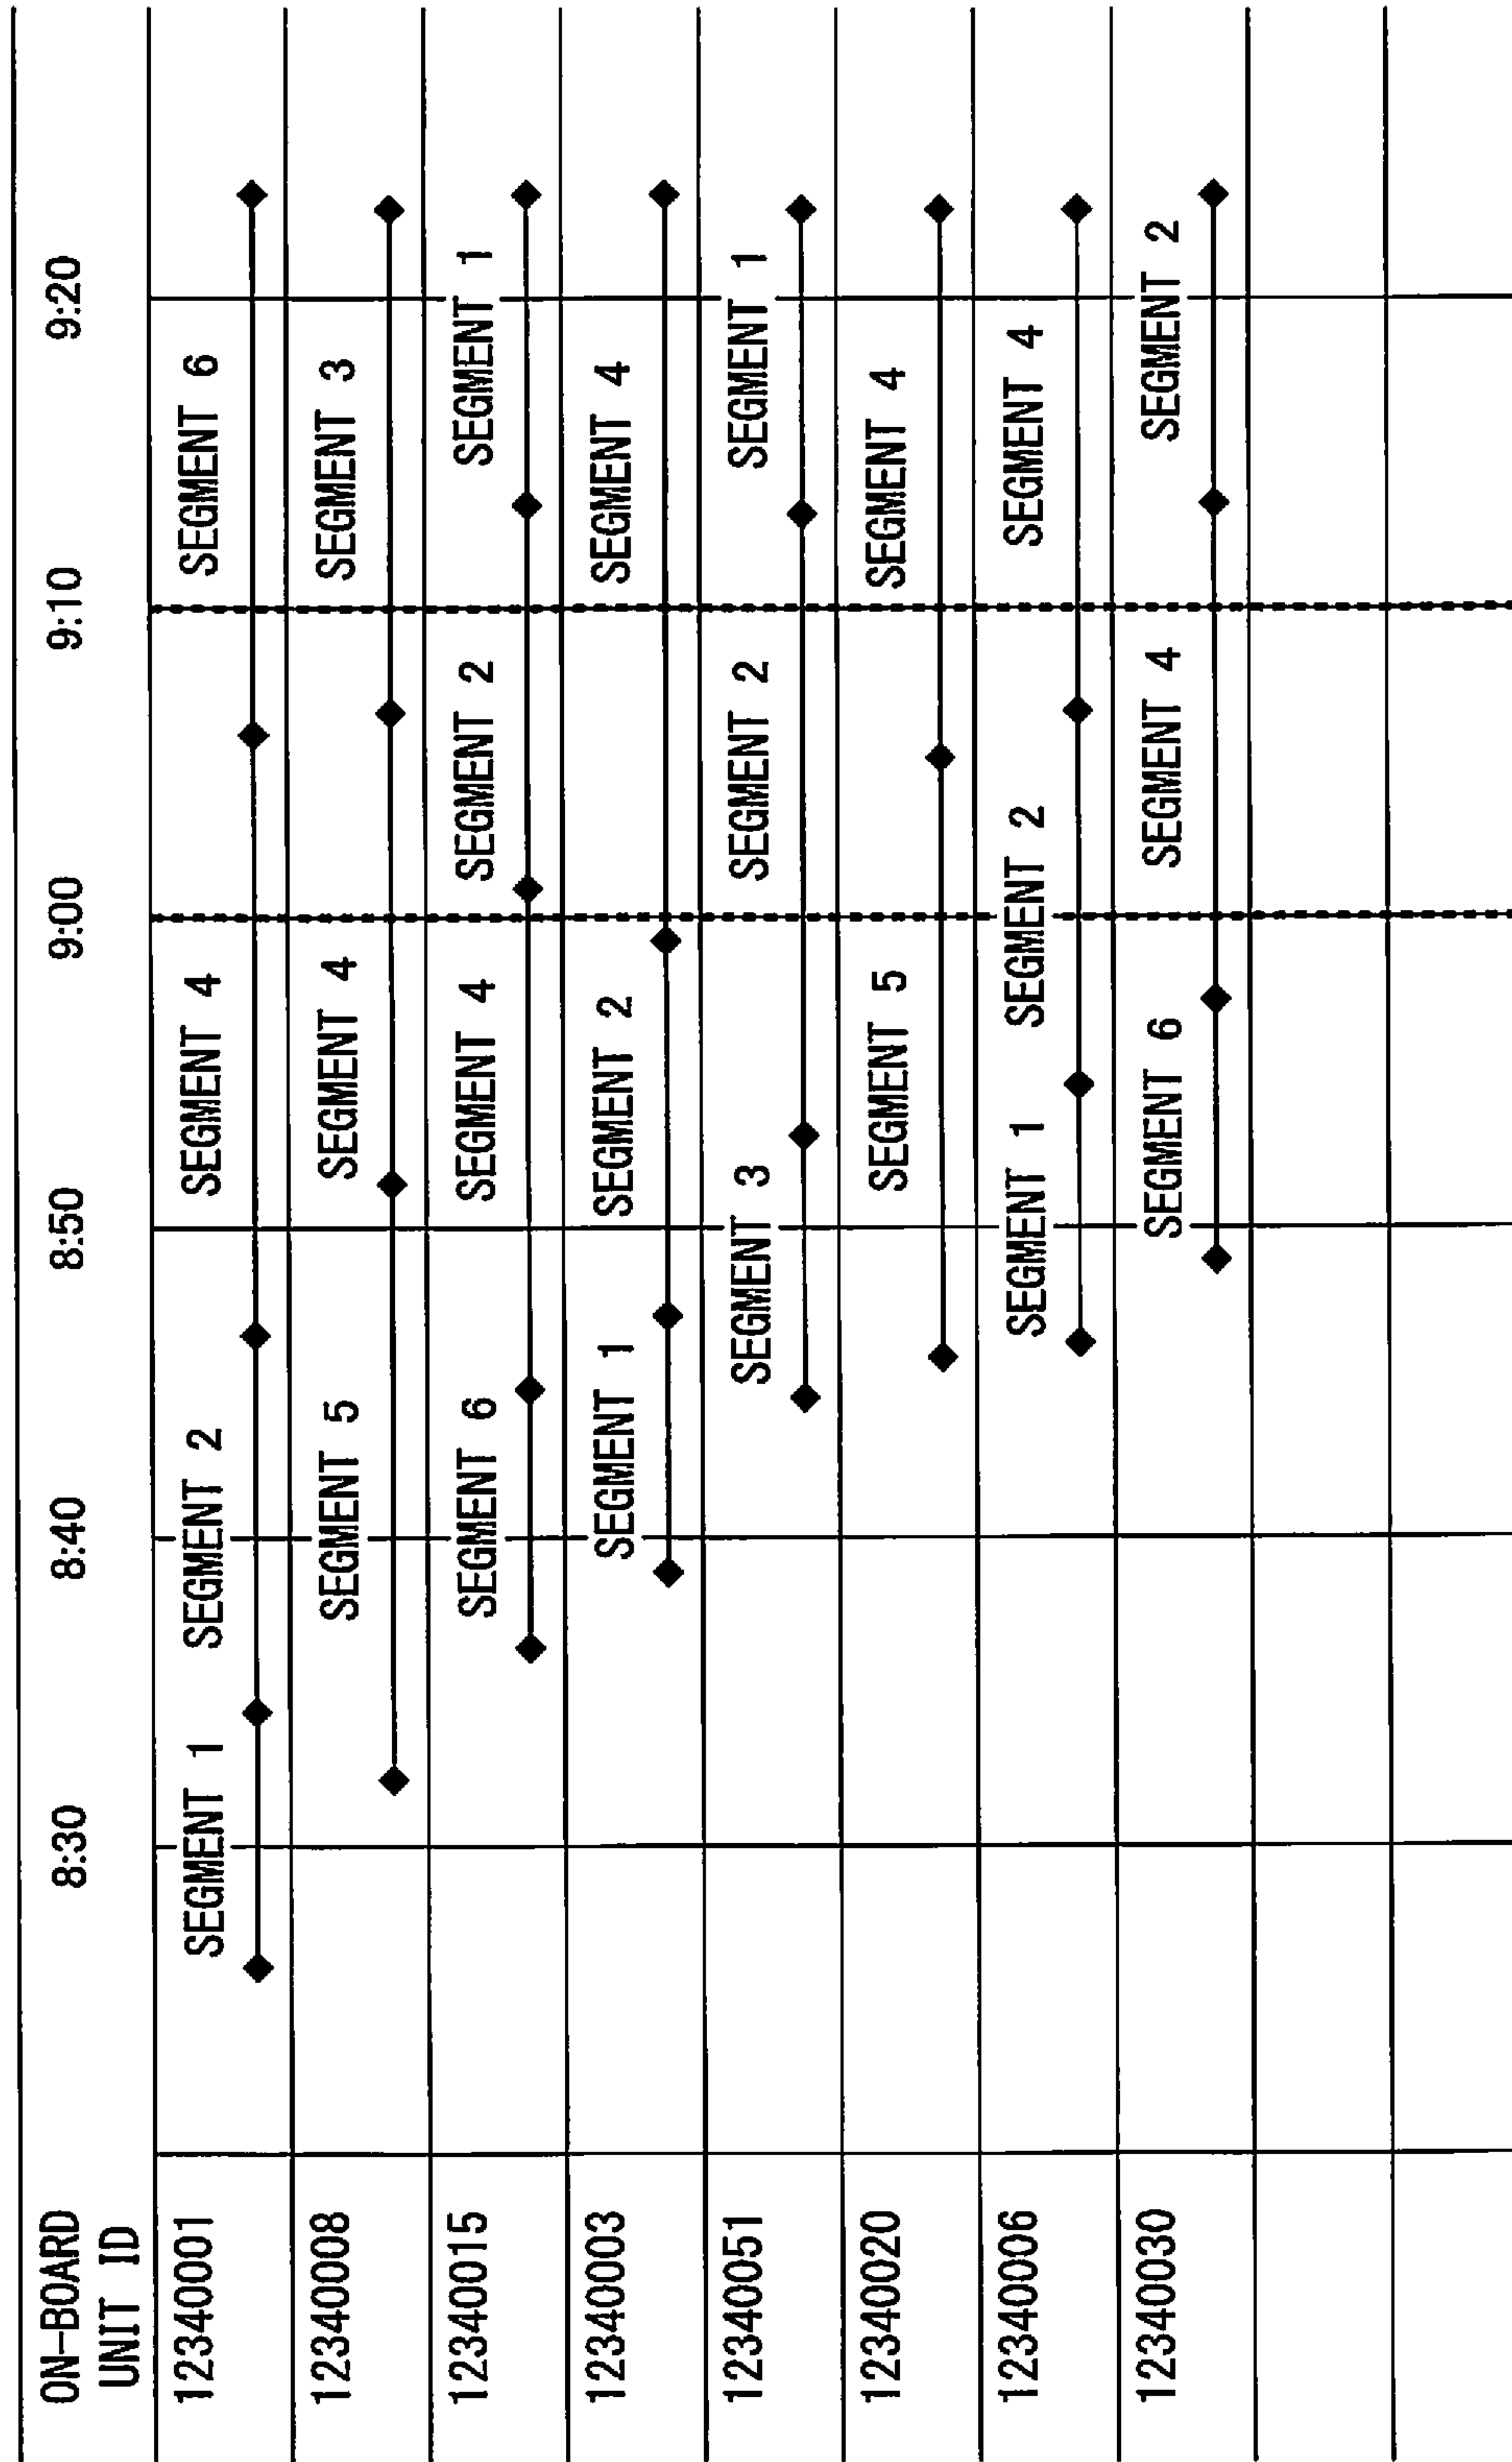 ON-BOARD
UNIT ID
8:30 8:40 8:50 9:00 9:10 9:20
12340001 SEGMENT 1 SEGMENT 2 SEGMENT 4 SEGMENT 6
12340008 SEGMENT 5 SEGMENT 4 SEGMENT 3
12340015 SEGMENT 6 SEGMENT 4 SEGMENT 2 SEGMENT 1
12340003 SEGMENT 1 SEGMENT 2 SEGMENT 4
12340051 SEGMENT 3 SEGMENT 2 SEGMENT 1
12340020 SEGMENT 5 SEGMENT 4
12340006 SEGMENT 1 SEGMENT 2 SEGMENT 4
12340030 SEGMENT 6 SEGMENT 4 SEGMENT 2